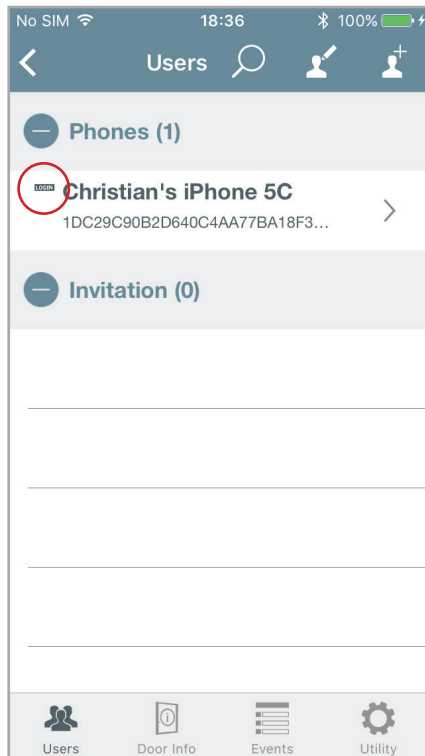 No SIM 18:36 100%
Users
Phones (1)
LOGIN
Christian's iPhone 5C
1DC29C90B2D640C4AA77BA18F3...
Invitation (0)
Users Door Info Events Utility